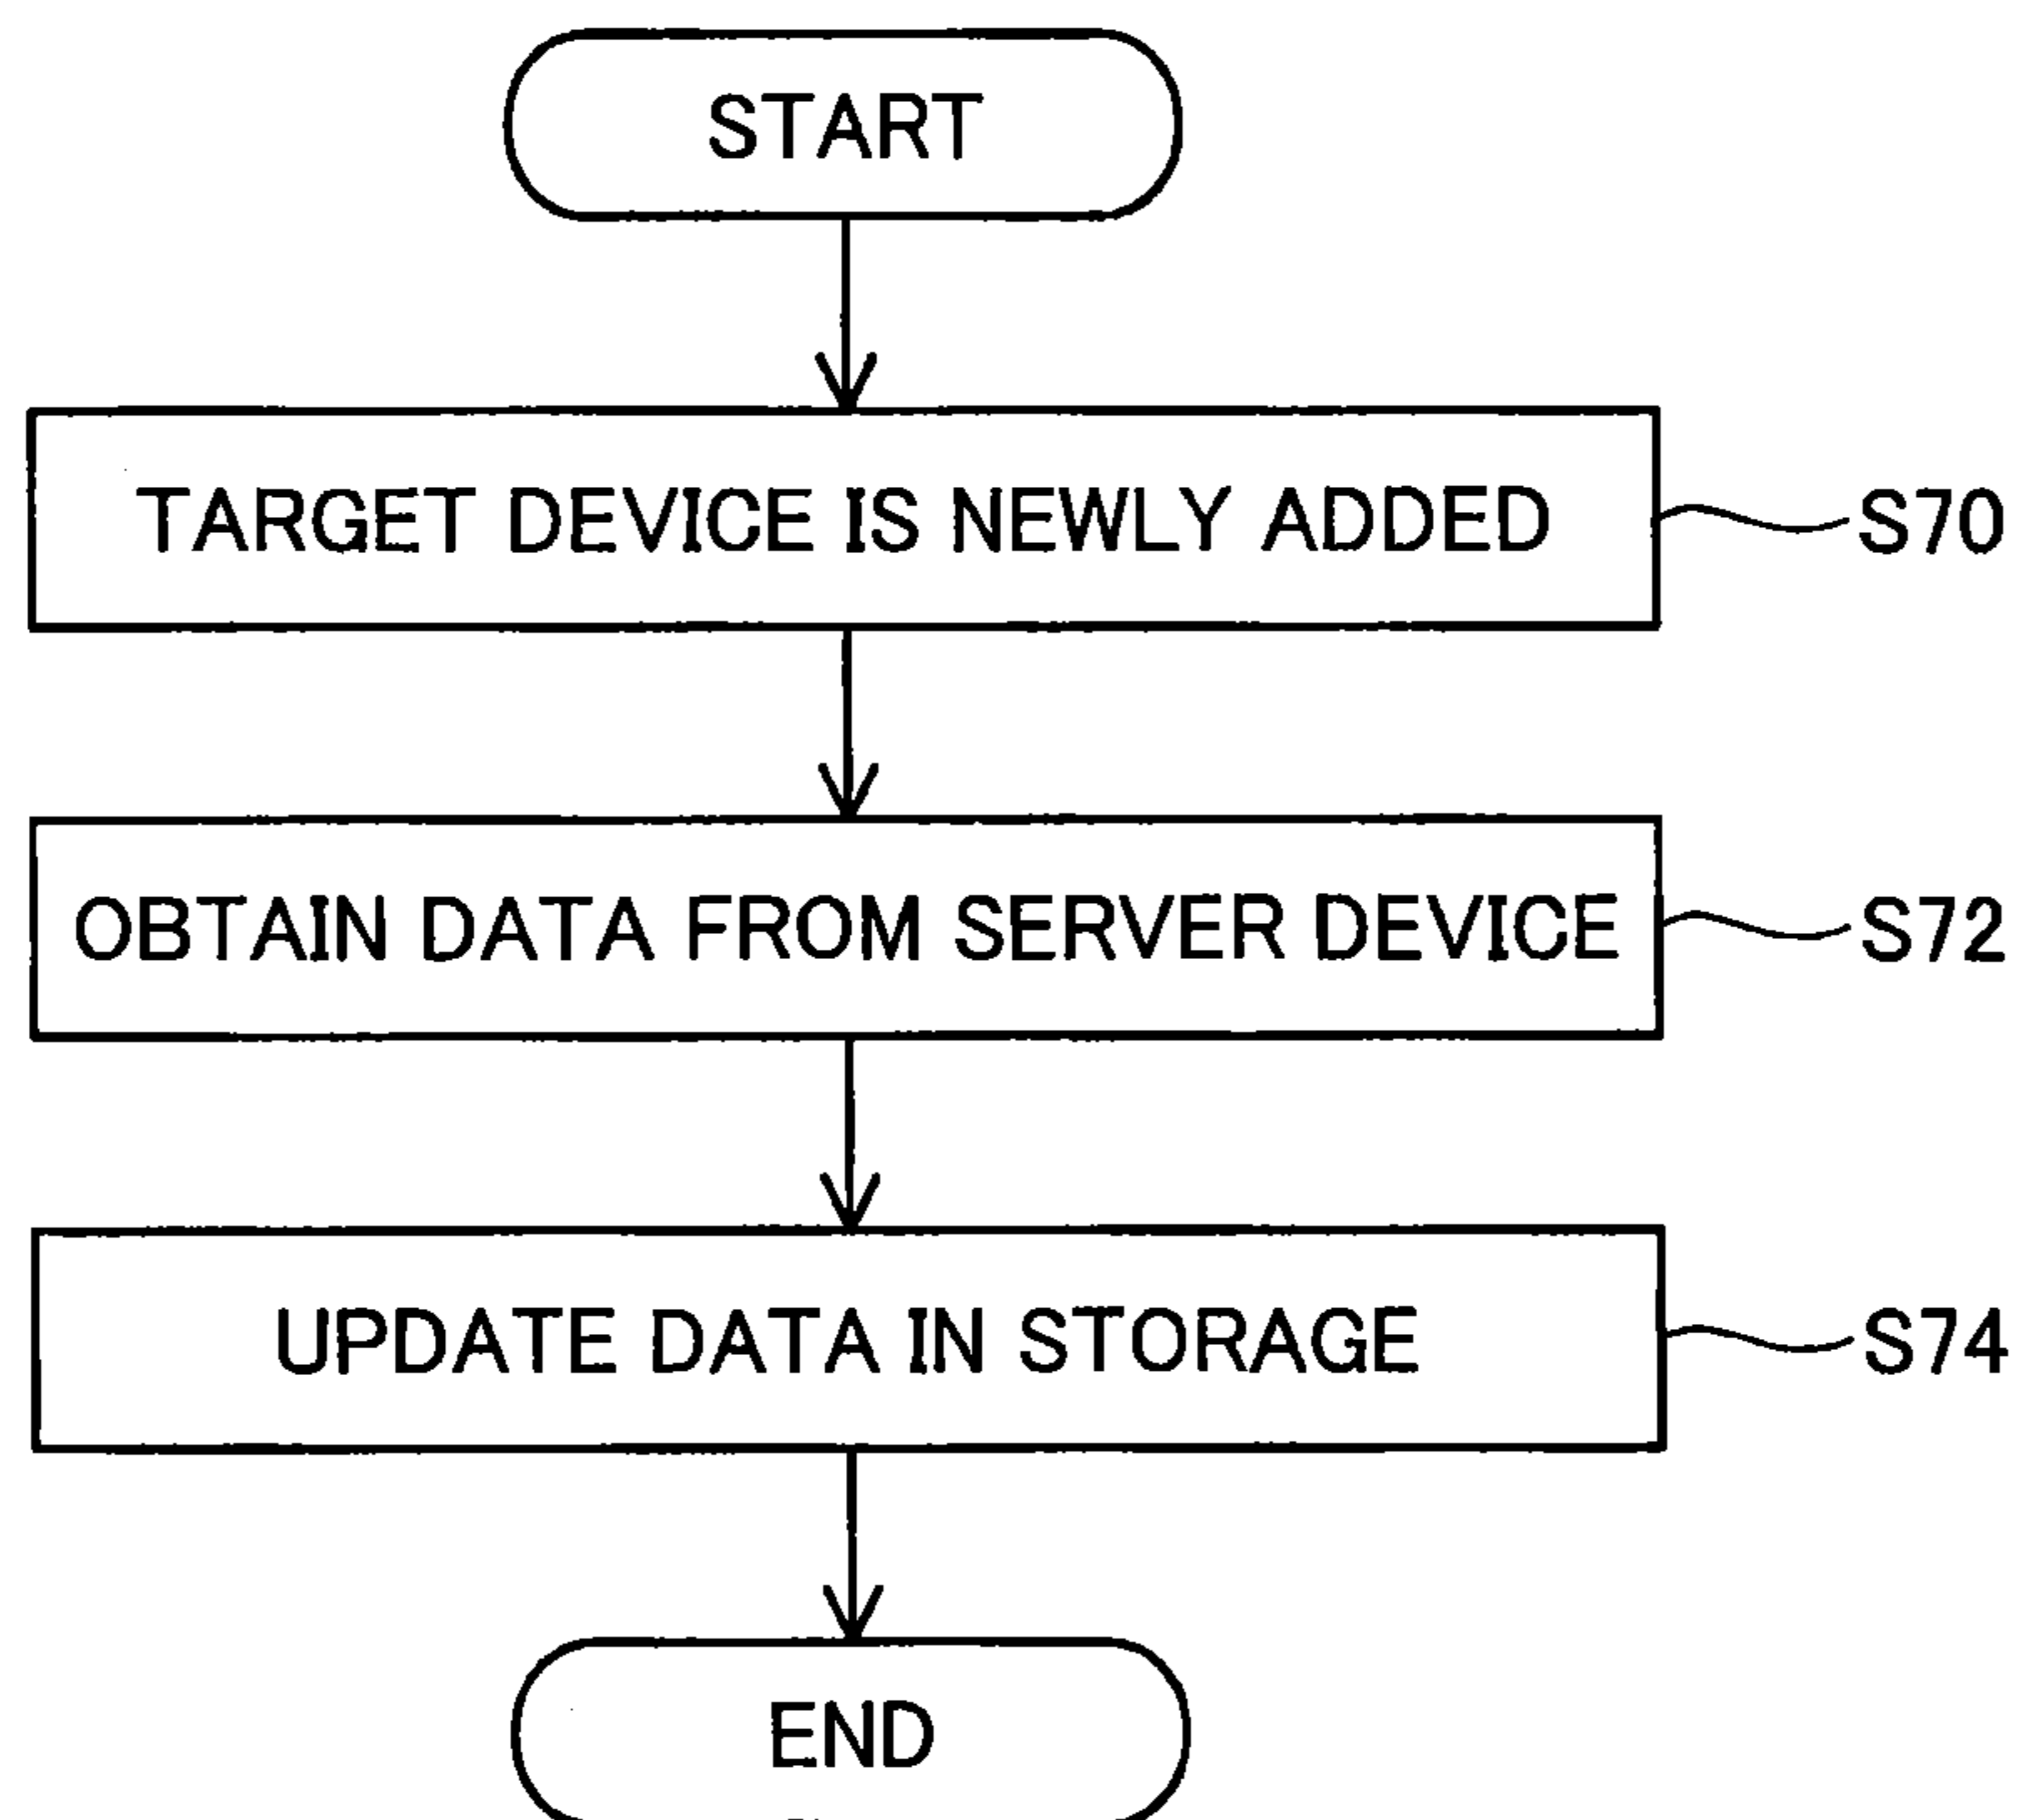 START
TARGET DEVICE IS NEWLY ADDED
S70
OBTAIN DATA FROM SERVER DEVICE
S72
UPDATE DATA IN STORAGE
S74
END